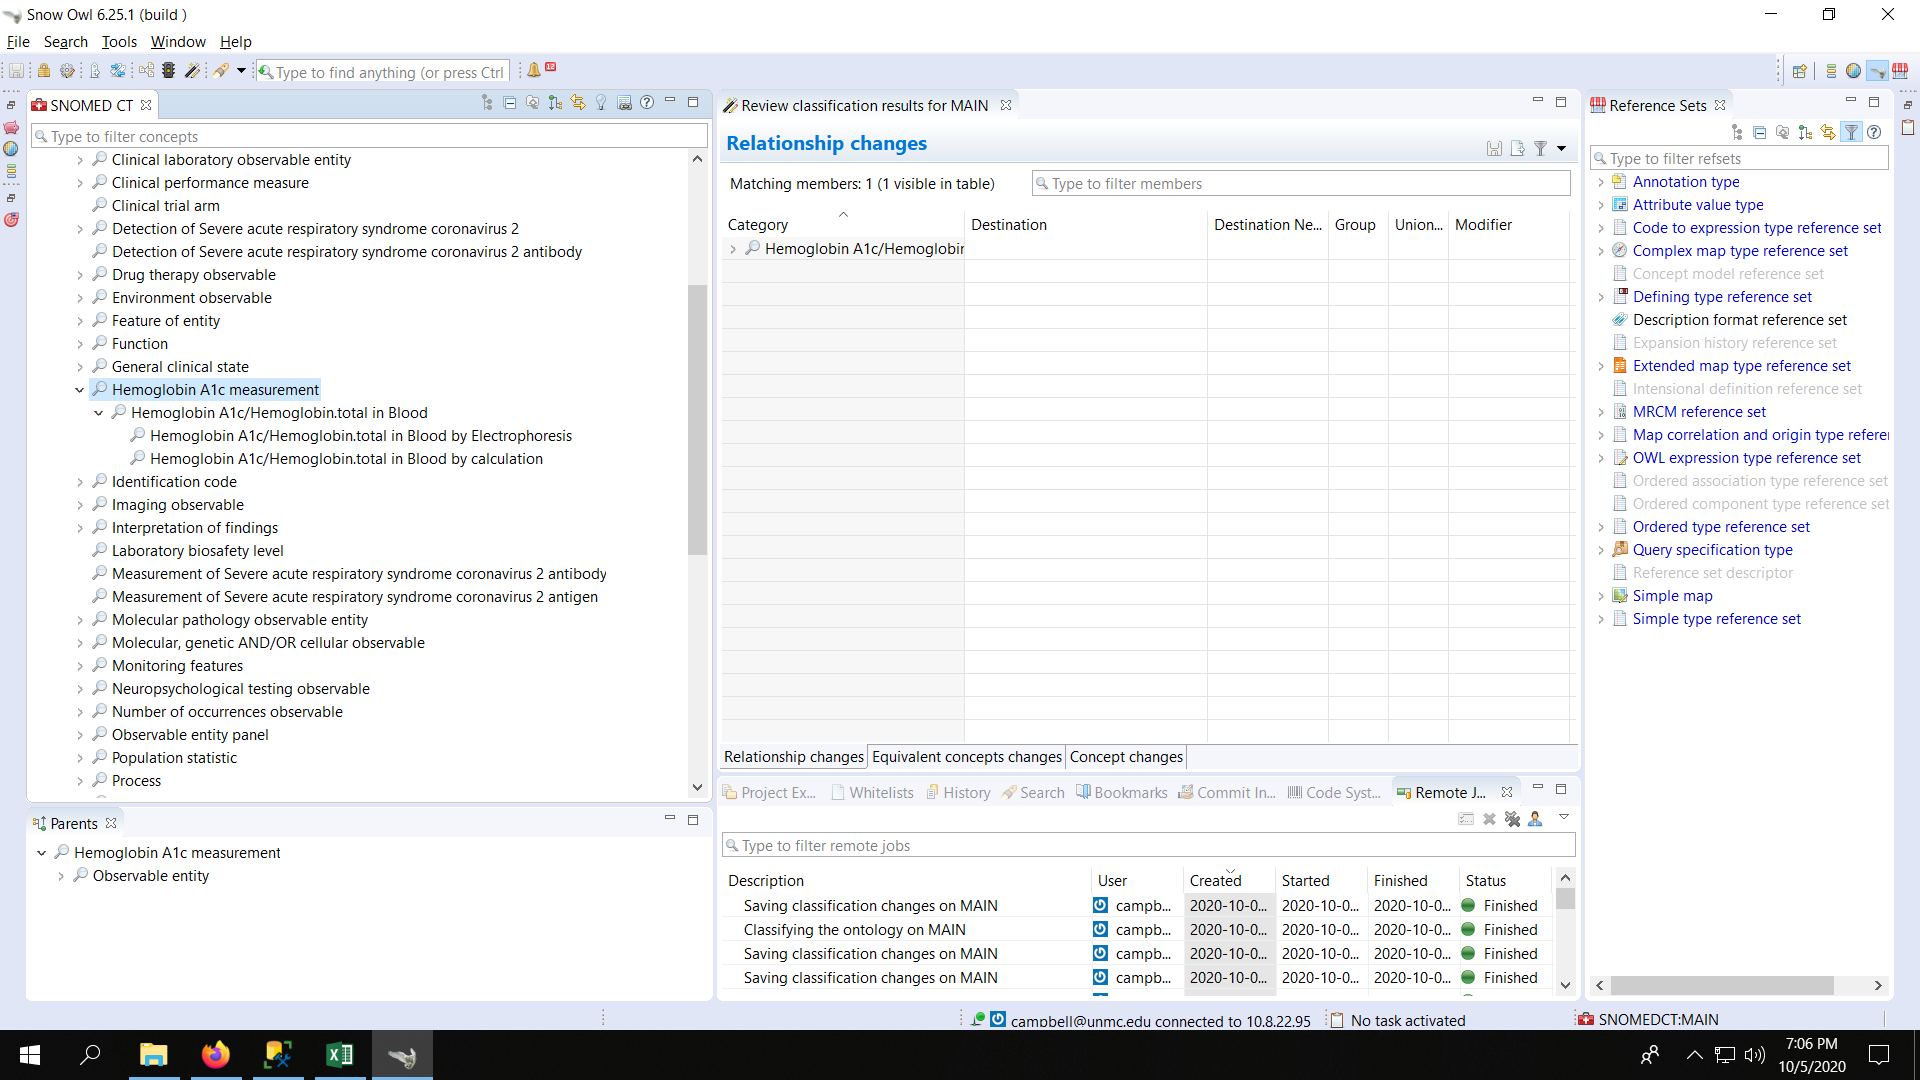 Snow Owl 6.25.1 (build )
File Search Tools Window Help
Type to find anything (or press Ctrl
12
SNOMED CT
Type to filter concepts
Clinical laboratory observable entity
Clinical performance measure
Clinical trial arm
Detection of Severe acute respiratory syndrome coronavirus 2
Detection of Severe acute respiratory syndrome coronavirus 2 antibody
Drug therapy observable
Environment observable
Feature of entity
Function
General clinical state
Hemoglobin A1c measurement
Hemoglobin A1c/Hemoglobin.total in Blood
Hemoglobin A1c/Hemoglobin.total in Blood by Electrophoresis
Hemoglobin A1c/Hemoglobin.total in Blood by calculation
Identification code
Imaging observable
Interpretation of findings
Laboratory biosafety level
Measurement of Severe acute respiratory syndrome coronavirus 2 antibody
Measurement of Severe acute respiratory syndrome coronavirus 2 antigen
Molecular pathology observable entity
Molecular, genetic AND/OR cellular observable
Monitoring features
Neuropsychological testing observable
Number of occurrences observable
Observable entity panel
Population statistic
Process
Parents
Hemoglobin A1c measurement
Observable entity
Review classification results for MAIN
Relationship changes
Matching members: 1 (1 visible in table)
Type to filter members
Category Destination Destination Ne... Group Union... Modifier
Hemoglobin A1c/Hemoglobin
Relationship changes Equivalent concepts changes Concept changes
Project Ex... Whitelists History Search Bookmarks Commit In... Code Syst... Remote J...
Type to filter remote jobs
Description User Created Started Finished Status
Saving classification changes on MAIN campb... 2020-10-0... 2020-10-0... 2020-10-0... Finished
Classifying the ontology on MAIN campb... 2020-10-0... 2020-10-0... 2020-10-0... Finished
Saving classification changes on MAIN campb... 2020-10-0... 2020-10-0... 2020-10-0... Finished
Saving classification changes on MAIN campb... 2020-10-0... 2020-10-0... 2020-10-0... Finished
Reference Sets
Type to filter refsets
Annotation type
Attribute value type
Code to expression type reference set
Complex map type reference set
Concept model reference set
Defining type reference set
Description format reference set
Expansion history reference set
Extended map type reference set
Intensional definition reference set
MRCM reference set
Map correlation and origin type refere
OWL expression type reference set
Ordered association type reference set
Ordered component type reference set
Ordered type reference set
Query specification type
Reference set descriptor
Simple map
Simple type reference set
campbell@unmc.edu connected to 10.8.22.95
No task activated
SNOMEDCT:MAIN
7:06 PM
10/5/2020